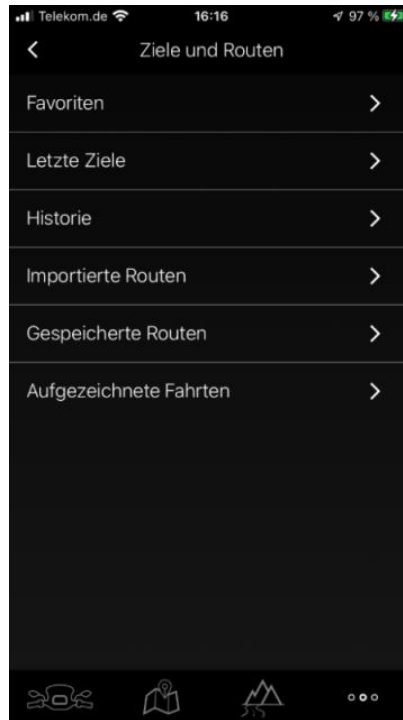 Telekom.de 16:16 97 %
Ziele und Routen
Favoriten
Letzte Ziele
Historie
Importierte Routen
Gespeicherte Routen
Aufgezeichnete Fahrten